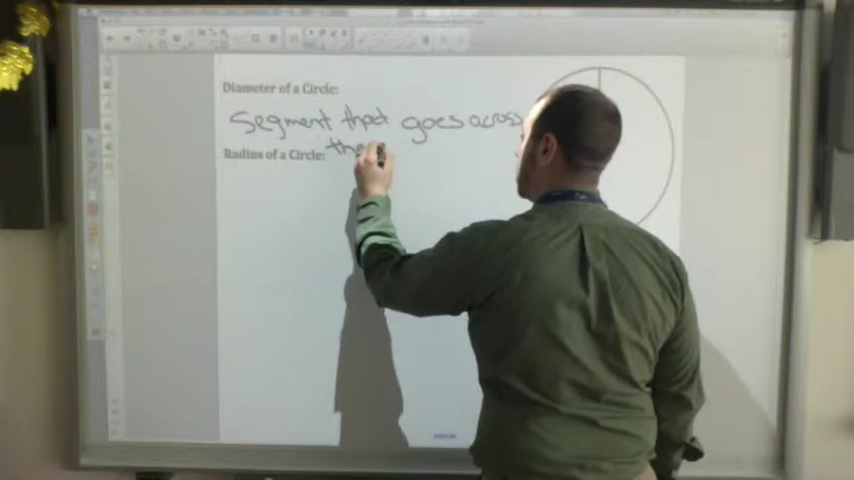 Diameter of a Circle:
Segment that goes across
the
Radius of a Circle: